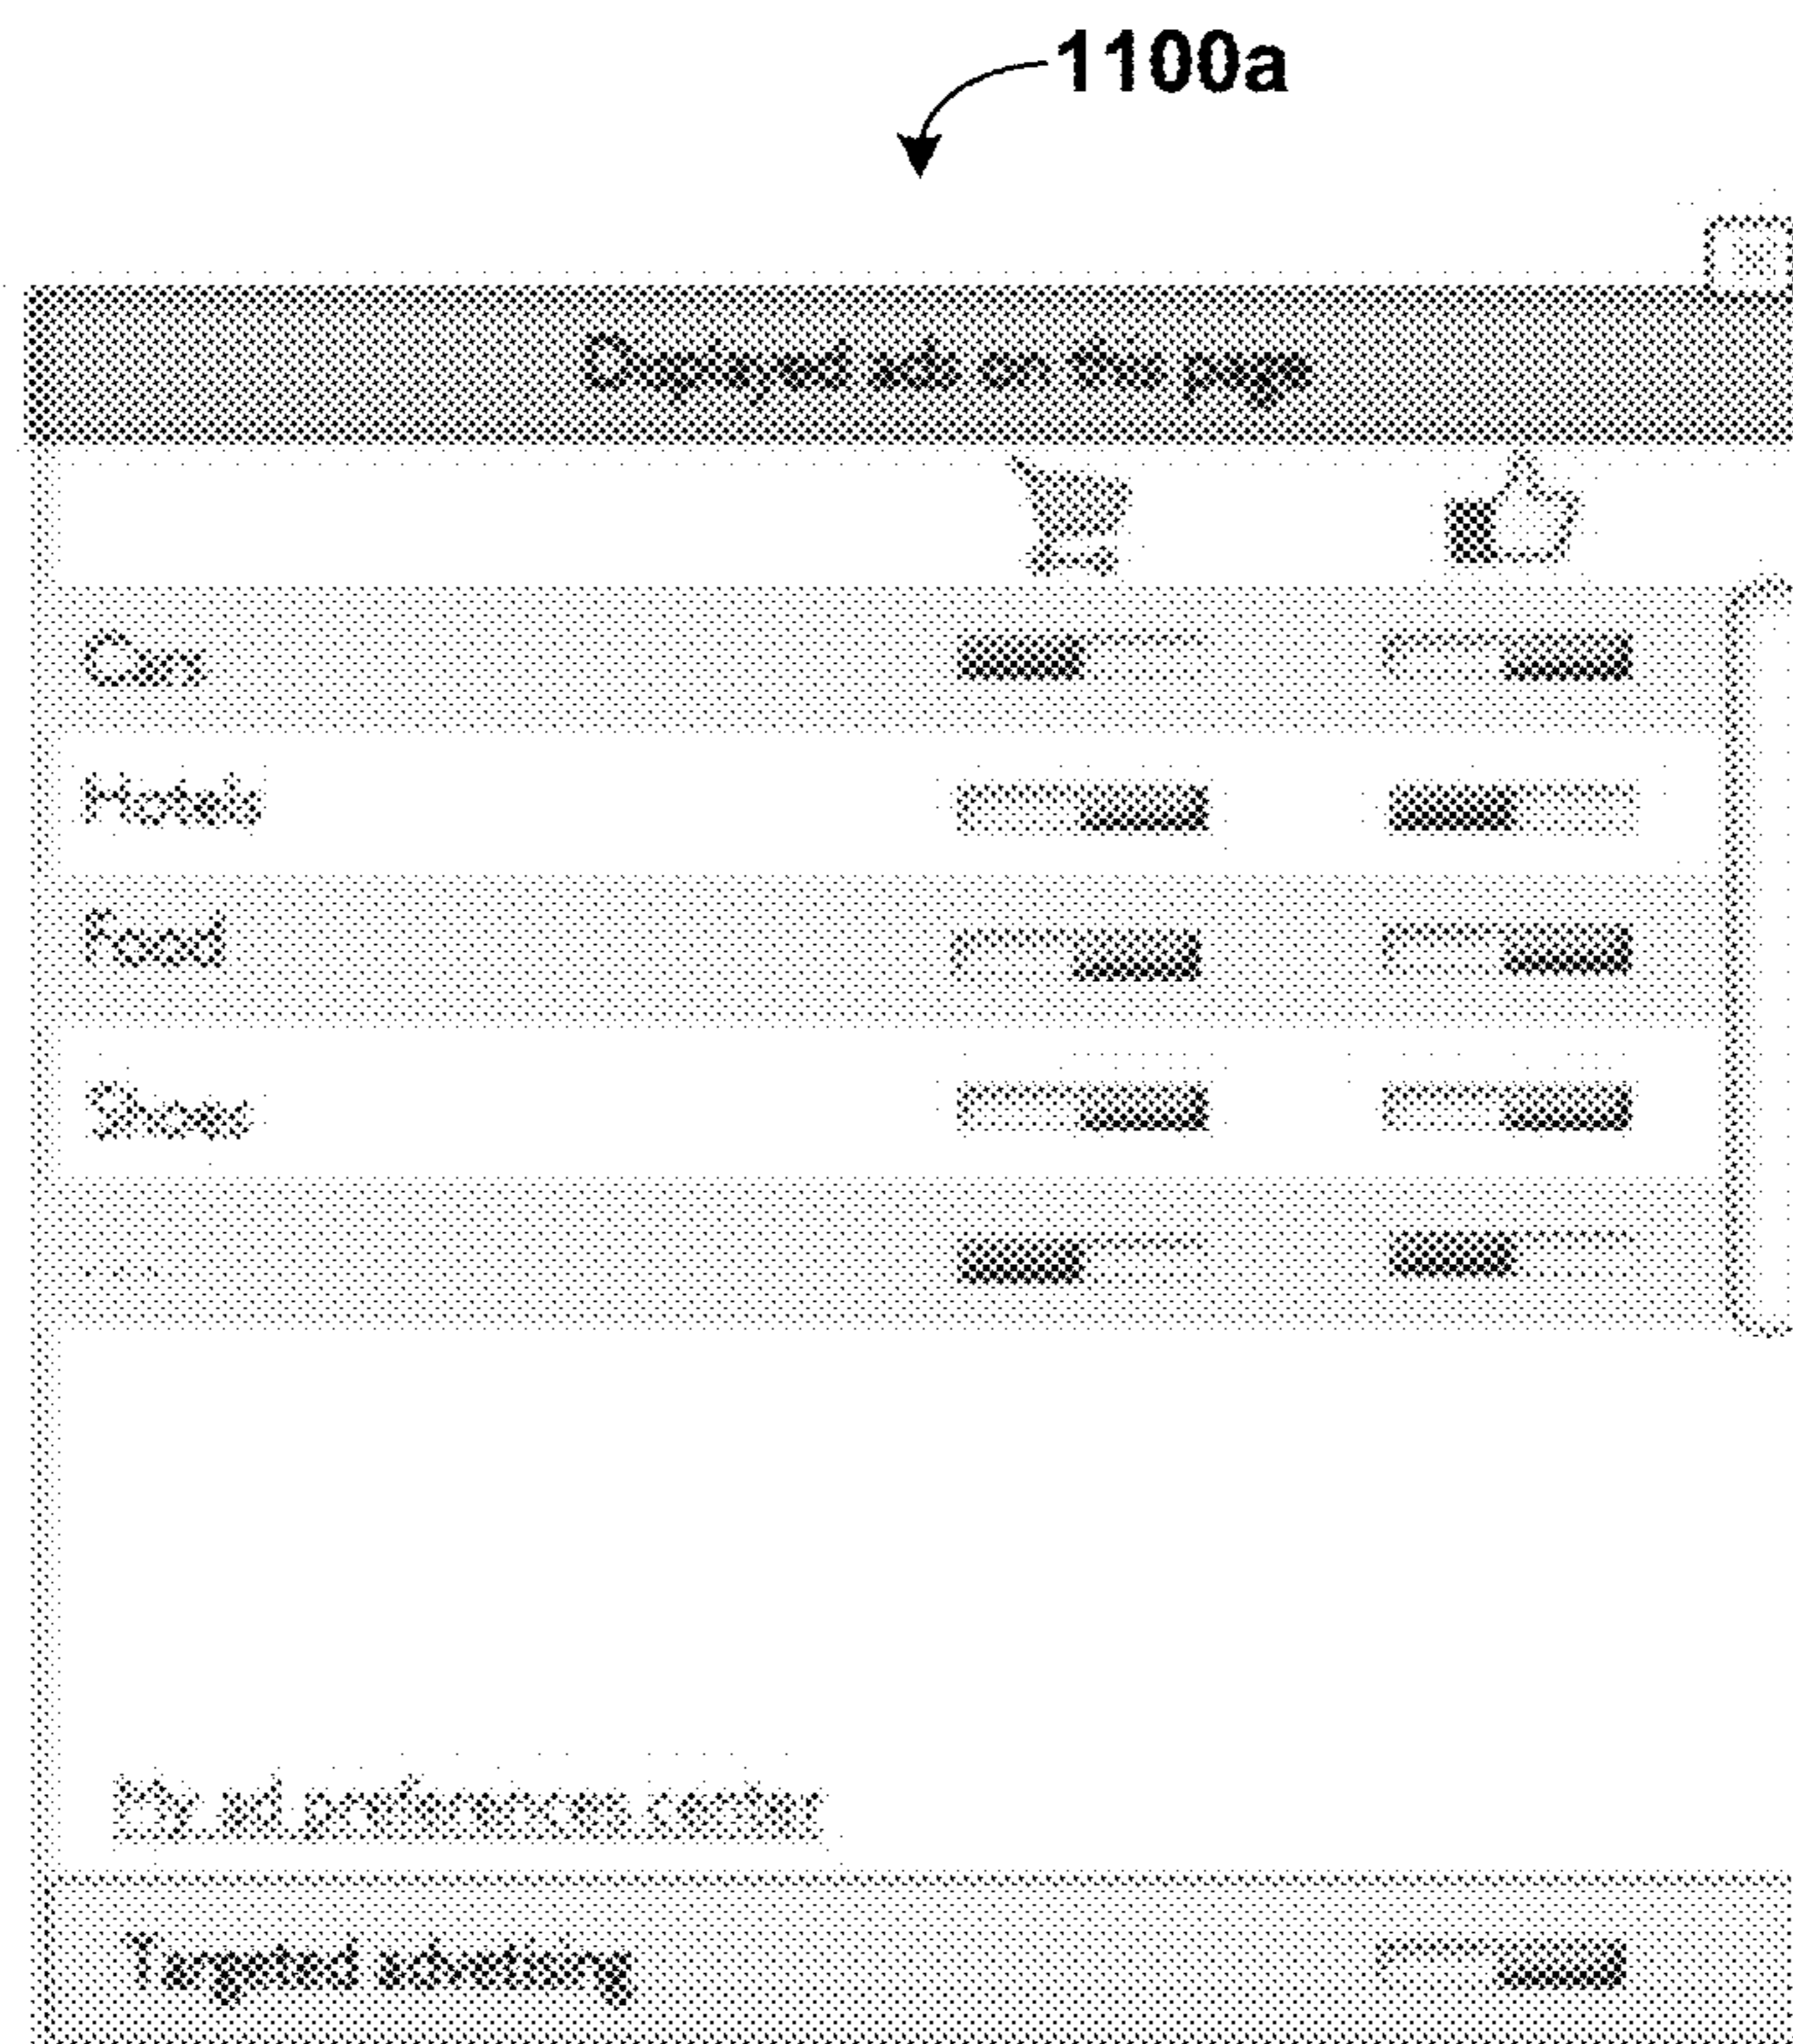 1100a
Displayed ads on this page
Cars
Hotels
Food
Shoes
....
My ad preferences center
Targeted advertising